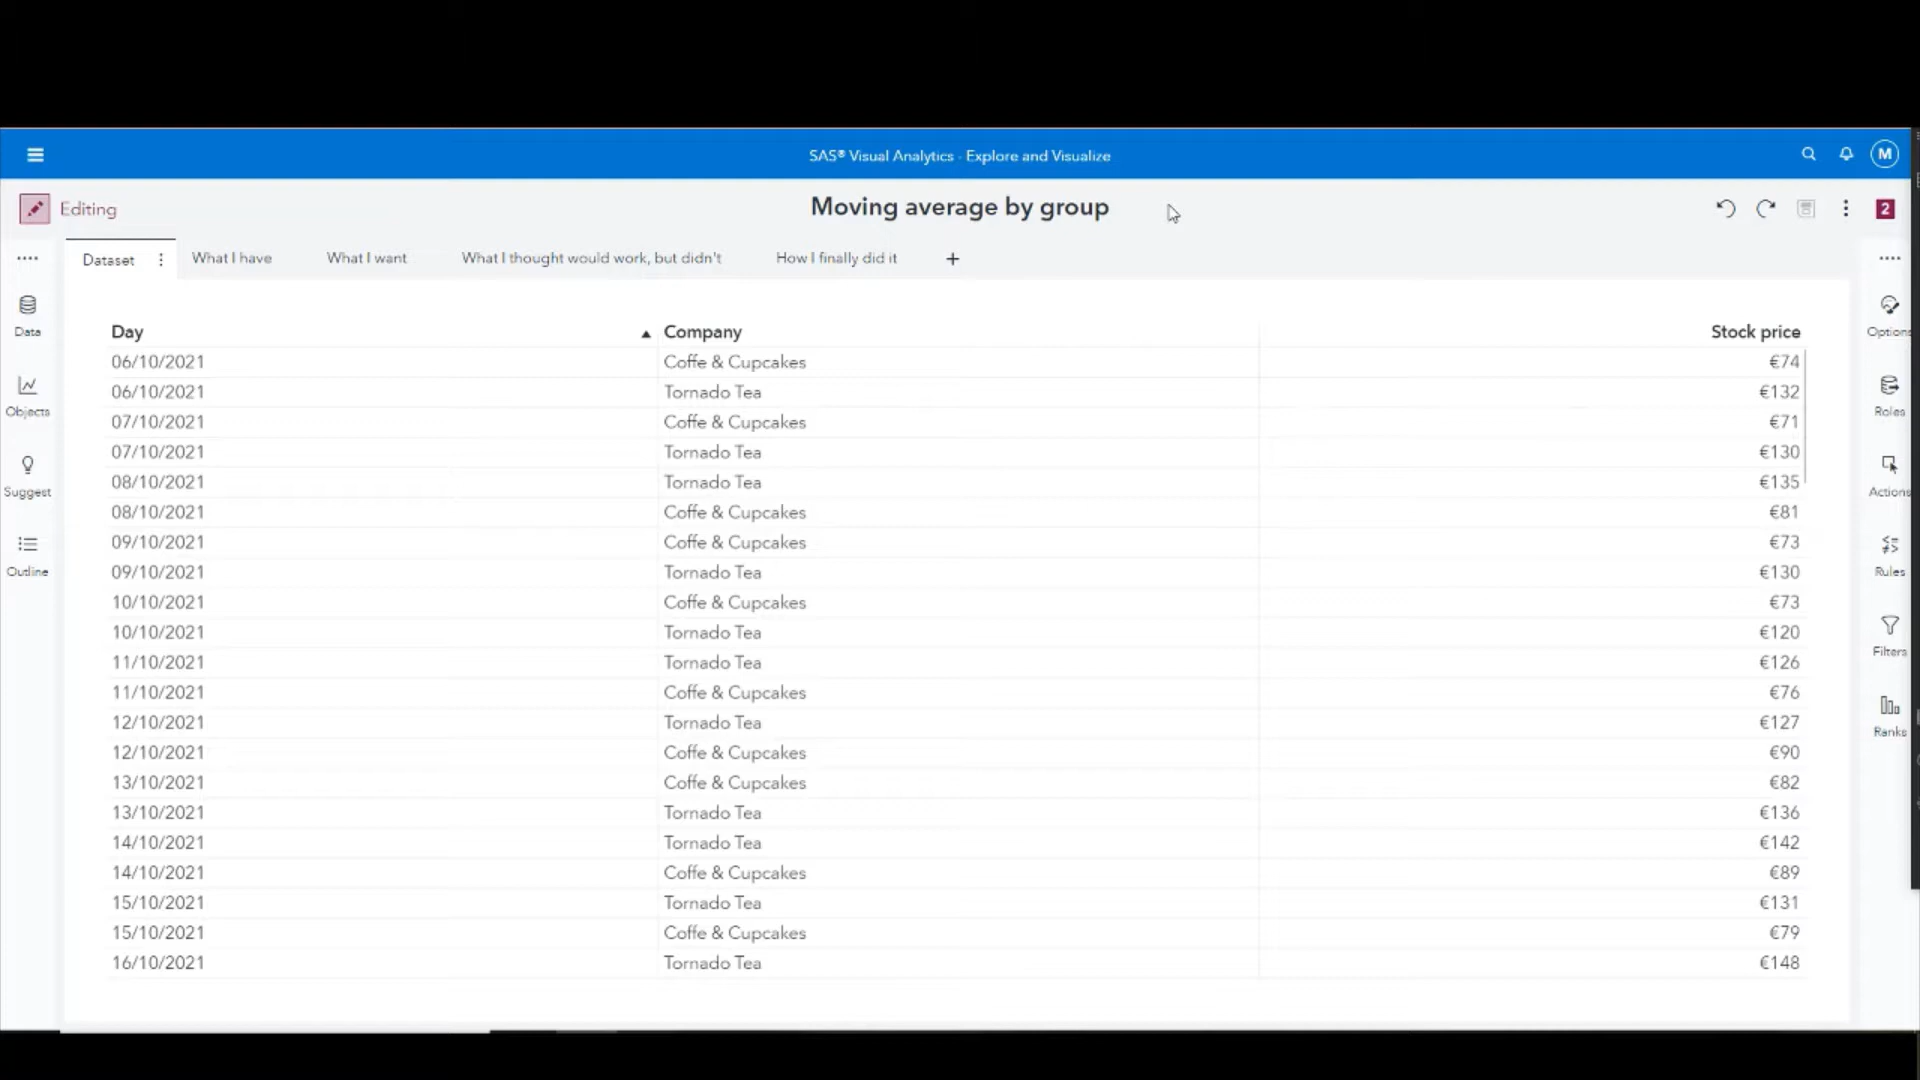 SAS® Visual Analytics - Explore and Visualize
M
Editing
Moving average by group
2
Dataset
What I have
What I want
What I thought would work, but didn't
How I finally did it
Data
Objects
Suggest
Outline
Day Company Stock price
06/10/2021 Coffe & Cupcakes €74
06/10/2021 Tornado Tea €132
07/10/2021 Coffe & Cupcakes €71
07/10/2021 Tornado Tea €130
08/10/2021 Tornado Tea €135
08/10/2021 Coffe & Cupcakes €81
09/10/2021 Coffe & Cupcakes €73
09/10/2021 Tornado Tea €130
10/10/2021 Coffe & Cupcakes €73
10/10/2021 Tornado Tea €120
11/10/2021 Tornado Tea €126
11/10/2021 Coffe & Cupcakes €76
12/10/2021 Tornado Tea €127
12/10/2021 Coffe & Cupcakes €90
13/10/2021 Coffe & Cupcakes €82
13/10/2021 Tornado Tea €136
14/10/2021 Tornado Tea €142
14/10/2021 Coffe & Cupcakes €89
15/10/2021 Tornado Tea €131
15/10/2021 Coffe & Cupcakes €79
16/10/2021 Tornado Tea €148
Options
Roles
Actions
Rules
Filters
Ranks